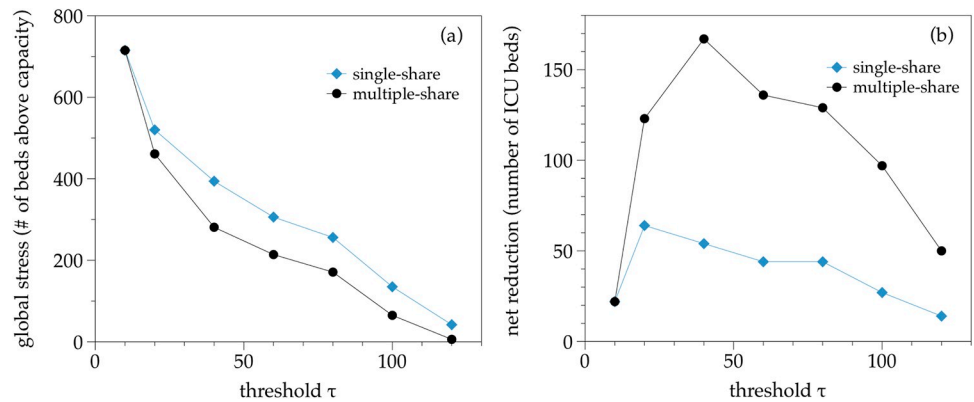 800
600
400
200
0
0
50
100
global stress (# of beds above capacity)
threshold τ
(a)
single-share
multiple-share
150
100
50
0
0
50
100
net reduction (number of ICU beds)
threshold τ
(b)
single-share
multiple-share